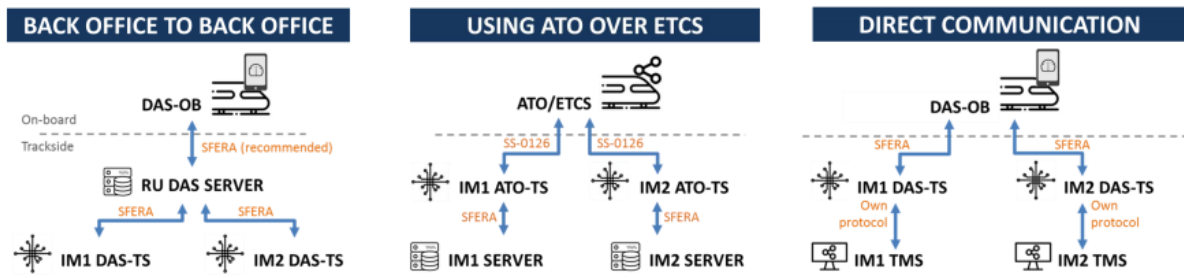 BACK OFFICE TO BACK OFFICE
DAS-OB
On-board
Trackside
SFERA (recommended)
RU DAS SERVER
SFERA
SFERA
IM1 DAS-TS
IM2 DAS-TS
USING ATO OVER ETCS
ATO/ETCS
SS-0126
SS-0126
IM1 ATO-TS
IM2 ATO-TS
SFERA
SFERA
IM1 SERVER
IM2 SERVER
DIRECT COMMUNICATION
DAS-OB
SFERA
SFERA
IM1 DAS-TS
IM2 DAS-TS
Own
protocol
Own
protocol
IM1 TMS
IM2 TMS